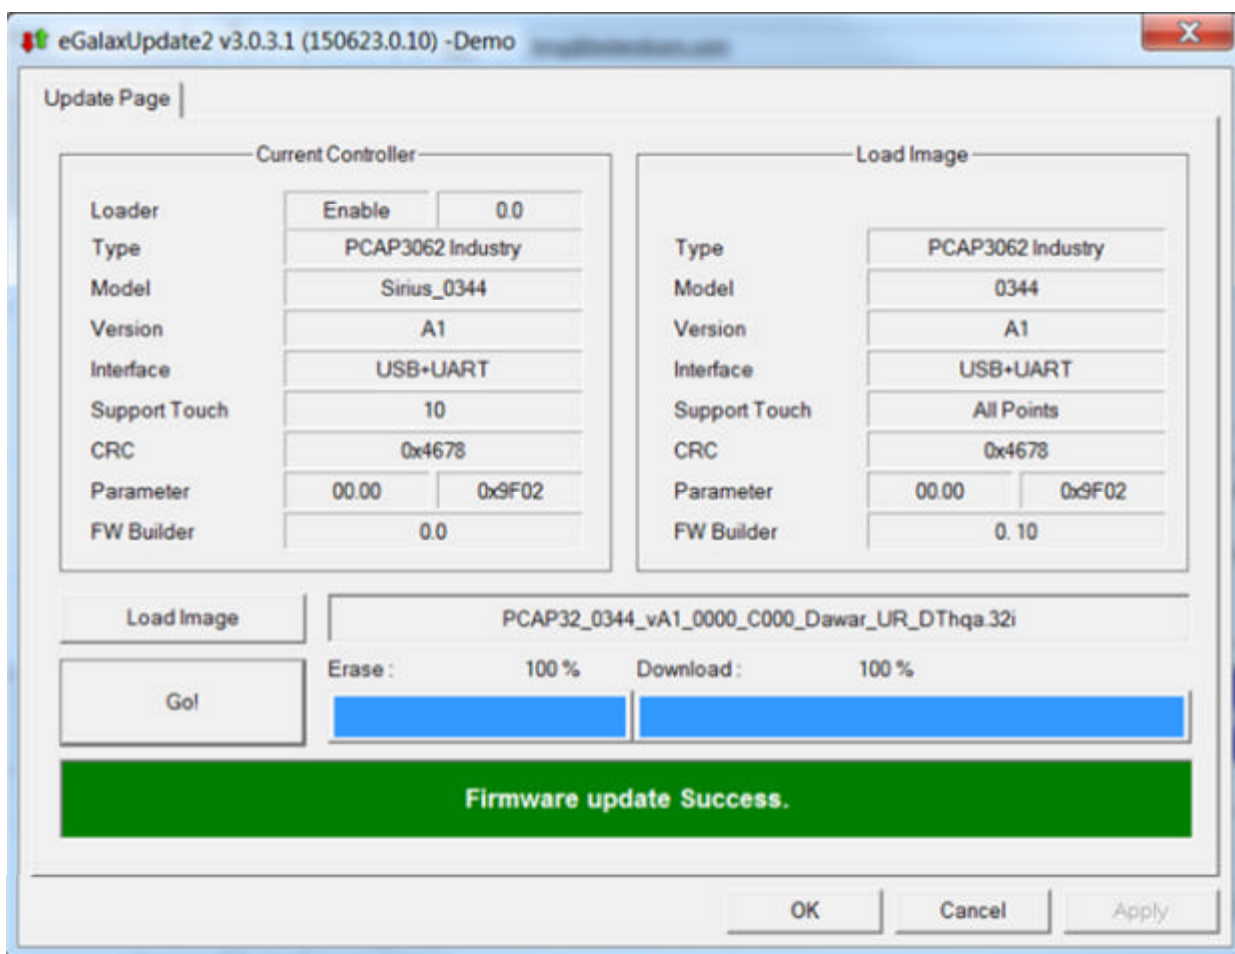 eGalaxUpdate2 v3.0.3.1 (150623.0.10) -Demo
Update Page
Current Controller
Loader Enable 0.0
Type PCAP3062 Industry
Model Sirius_0344
Version A1
Interface USB+UART
Support Touch 10
CRC 0x4678
Parameter 00.00 0x9F02
FW Builder 0.0
Load Image
Type PCAP3062 Industry
Model 0344
Version A1
Interface USB+UART
Support Touch All Points
CRC 0x4678
Parameter 00.00 0x9F02
FW Builder 0. 10
Load Image PCAP32_0344_vA1_0000_C000_Dawar_UR_DThqa.32i
Erase : 100 % Download : 100 %
Go!
Firmware update Success.
OK Cancel Apply